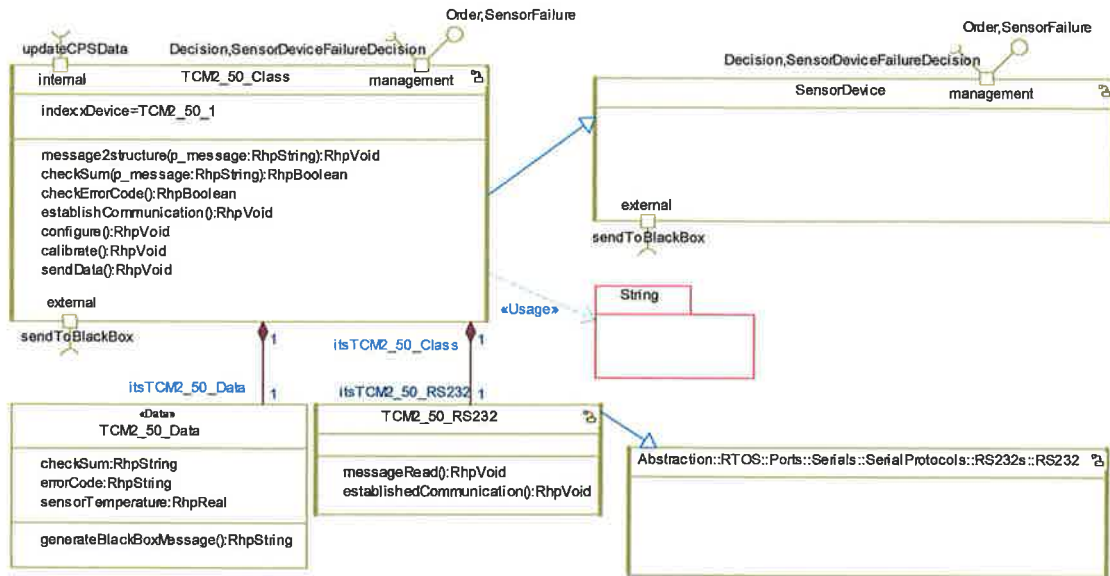 Order,SensorFailure
updateCPSData
Decision,SensorDeviceFailureDecision
internal
TCM2_50_Class
management
index:xDevice=TCM2_50_1
message2structure(p_message:RhpString):RhpVoid
checkSum(p_message:RhpString):RhpBoolean
checkErrorCode():RhpBoolean
establishCommunication():RhpVoid
configure():RhpVoid
calibrate():RhpVoid
sendData():RhpVoid
external
sendToBlackBox
Order,SensorFailure
Decision,SensorDeviceFailureDecision
SensorDevice
management
external
sendToBlackBox
«Usage»
String
1
itsTCM2_50_Class
1
itsTCM2_50_Data
1
itsTCM2_50_RS232
1
«Data»
TCM2_50_Data
checkSum:RhpString
errorCode:RhpString
sensorTemperature:RhpReal
generateBlackBoxMessage():RhpString
TCM2_50_RS232
messageRead():RhpVoid
establishedCommunication():RhpVoid
Abstraction::RTOS::Ports::Serials::SerialProtocols::RS232s::RS232